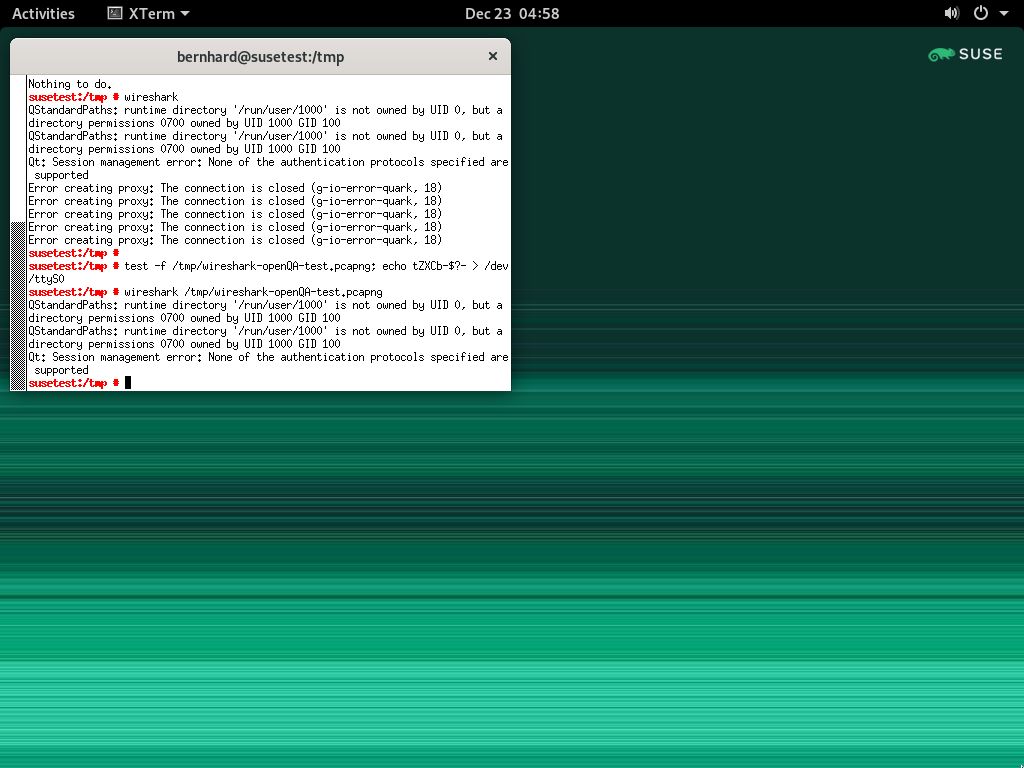 Activities XTerm Dec 23 04:58
SUSE
bernhard@susetest:/tmp
Nothing to do.
susetest:/tmp # wireshark
QStandardPaths: runtime directory '/run/user/1000' is not owned by UID 0, but a
directory permissions 0700 owned by UID 1000 GID 100
QStandardPaths: runtime directory '/run/user/1000' is not owned by UID 0, but a
directory permissions 0700 owned by UID 1000 GID 100
Qt: Session management error: None of the authentication protocols specified are
supported
Error creating proxy: The connection is closed (g-io-error-quark, 18)
Error creating proxy: The connection is closed (g-io-error-quark, 18)
Error creating proxy: The connection is closed (g-io-error-quark, 18)
Error creating proxy: The connection is closed (g-io-error-quark, 18)
Error creating proxy: The connection is closed (g-io-error-quark, 18)
susetest:/tmp #
susetest:/tmp # test -f /tmp/wireshark-openQA-test.pcapng; echo tZXCb-$?- > /dev
/ttyS0
susetest:/tmp # wireshark /tmp/wireshark-openQA-test.pcapng
QStandardPaths: runtime directory '/run/user/1000' is not owned by UID 0, but a
directory permissions 0700 owned by UID 1000 GID 100
QStandardPaths: runtime directory '/run/user/1000' is not owned by UID 0, but a
directory permissions 0700 owned by UID 1000 GID 100
Qt: Session management error: None of the authentication protocols specified are
supported
susetest:/tmp #